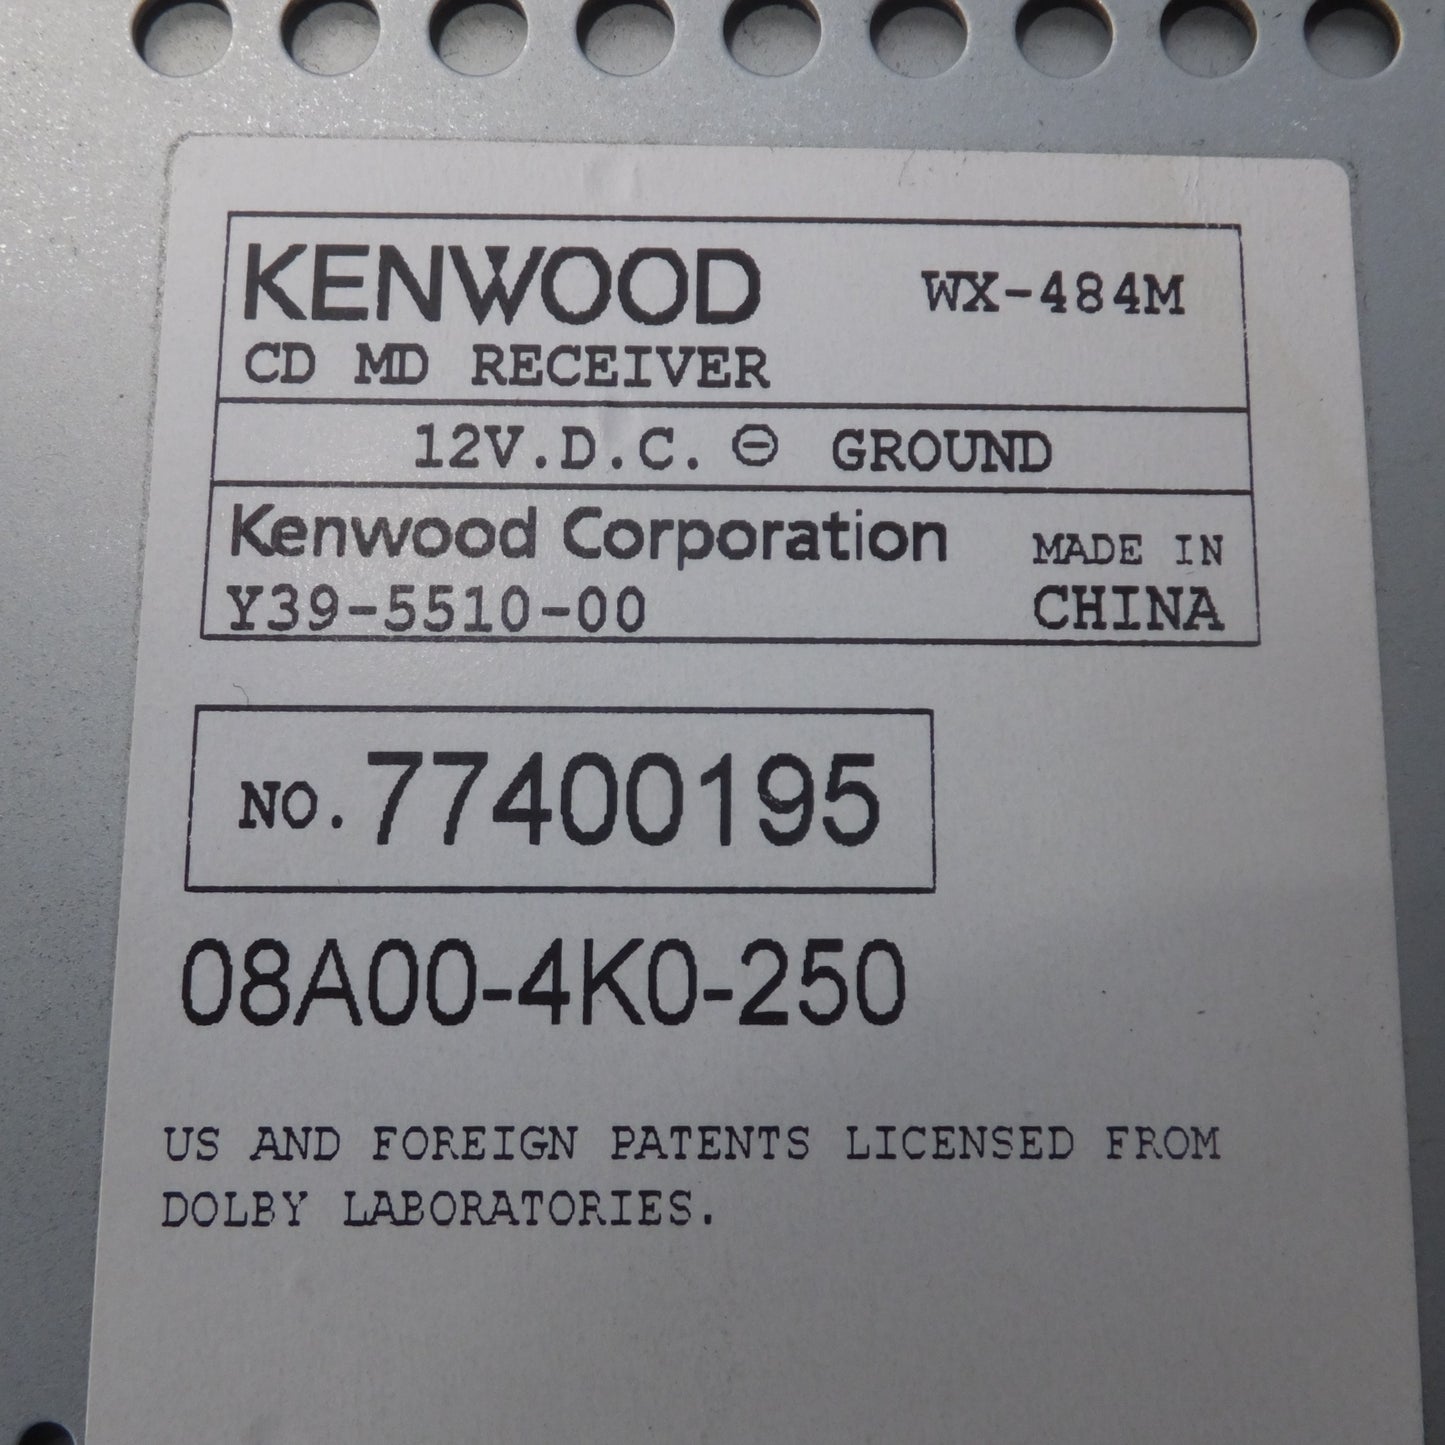 KENWOOD WX-484M
CD MD RECEIVER
12V.D.C. ⊖ GROUND
Kenwood Corporation MADE IN
Y39-5510-00 CHINA
NO. 77400195
08A00-4K0-250
US AND FOREIGN PATENTS LICENSED FROM
DOLBY LABORATORIES.